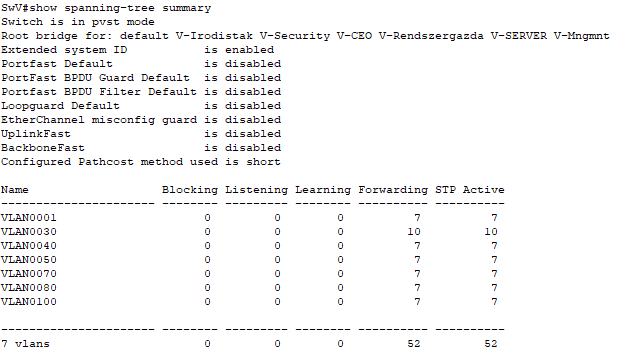 SwV#show spanning-tree summary
Switch is in pvst mode
Root bridge for: default V-Irodistak V-Security V-CEO V-Rendszergazda V-SERVER V-Mngmnt
Extended system ID           is enabled
Portfast Default             is disabled
PortFast BPDU Guard Default  is disabled
Portfast BPDU Filter Default is disabled
Loopguard Default            is disabled
EtherChannel misconfig guard is disabled
UplinkFast                   is disabled
BackboneFast                 is disabled
Configured Pathcost method used is short

Name                   Blocking Listening Learning Forwarding STP Active
---------------------- -------- --------- -------- ---------- ----------
VLAN0001                     0         0        0          7          7
VLAN0030                     0         0        0         10         10
VLAN0040                     0         0        0          7          7
VLAN0050                     0         0        0          7          7
VLAN0070                     0         0        0          7          7
VLAN0080                     0         0        0          7          7
VLAN0100                     0         0        0          7          7

---------------------- -------- --------- -------- ---------- ----------
7 vlans                      0         0        0         52         52